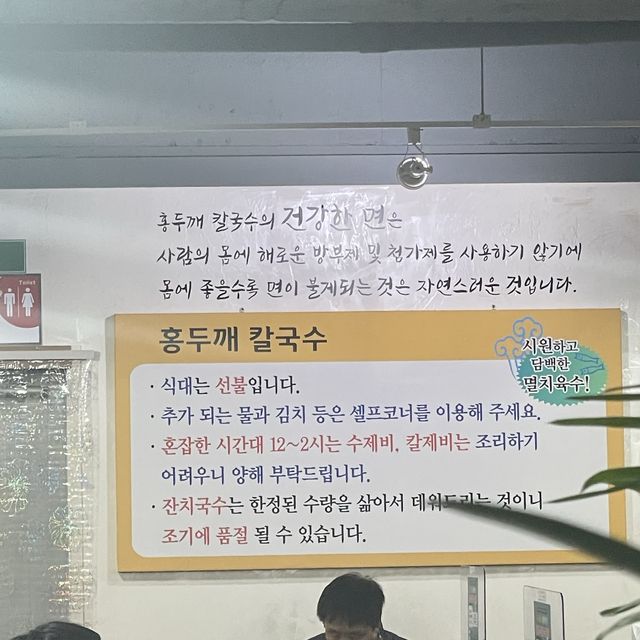 홍두깨 칼국수의 건강한 면은
사람의 몸에 해로운 방부제 및 첨가제를 사용하기 않기에
몸에 좋을수록 면이 불게되는 것은 자연스러운 것입니다.
Toilet
홍두깨 칼국수
시원하고
담백한
멸치육수!
· 식대는 선불입니다.
· 추가 되는 물과 김치 등은 셀프코너를 이용해 주세요.
· 혼잡한 시간대 12~2시는 수제비, 칼제비는 조리하기
어려우니 양해 부탁드립니다.
· 잔치국수는 한정된 수량을 삶아서 데워드리는 것이니
조기에 품절 될 수 있습니다.